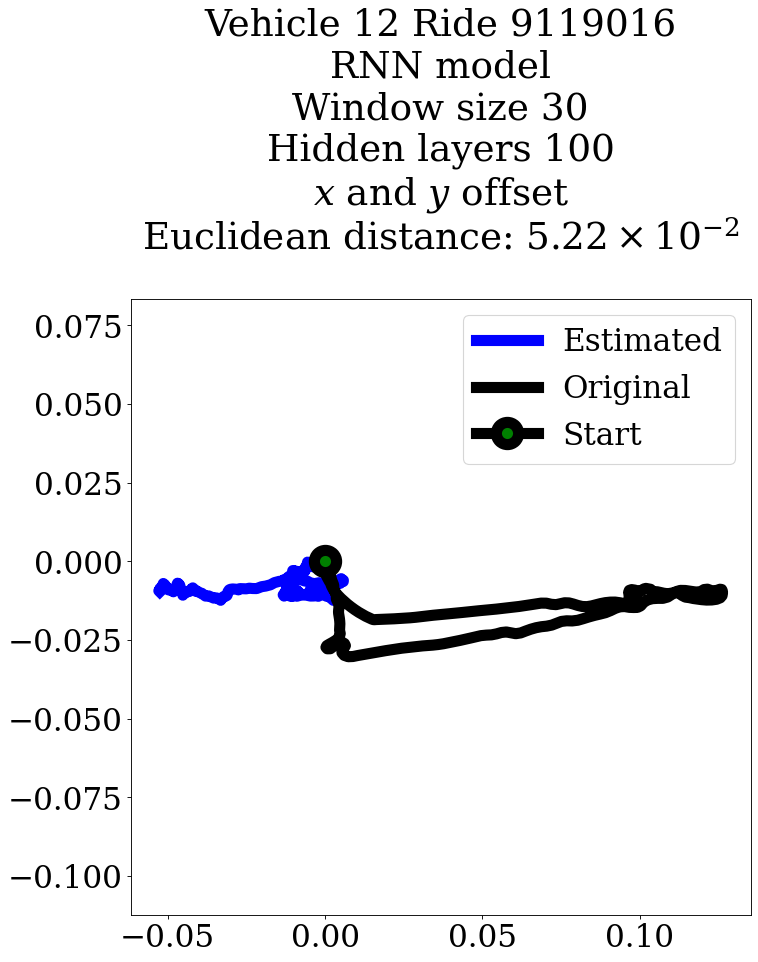 Vehicle 12 Ride 9119016
RNN model
Window size 30
Hidden layers 100
x and y offset
Euclidean distance: 5.22 × 10⁻²
Estimated
Original
Start
0.075
0.050
0.025
0.000
−0.025
−0.050
−0.075
−0.100
−0.05 0.00 0.05 0.10